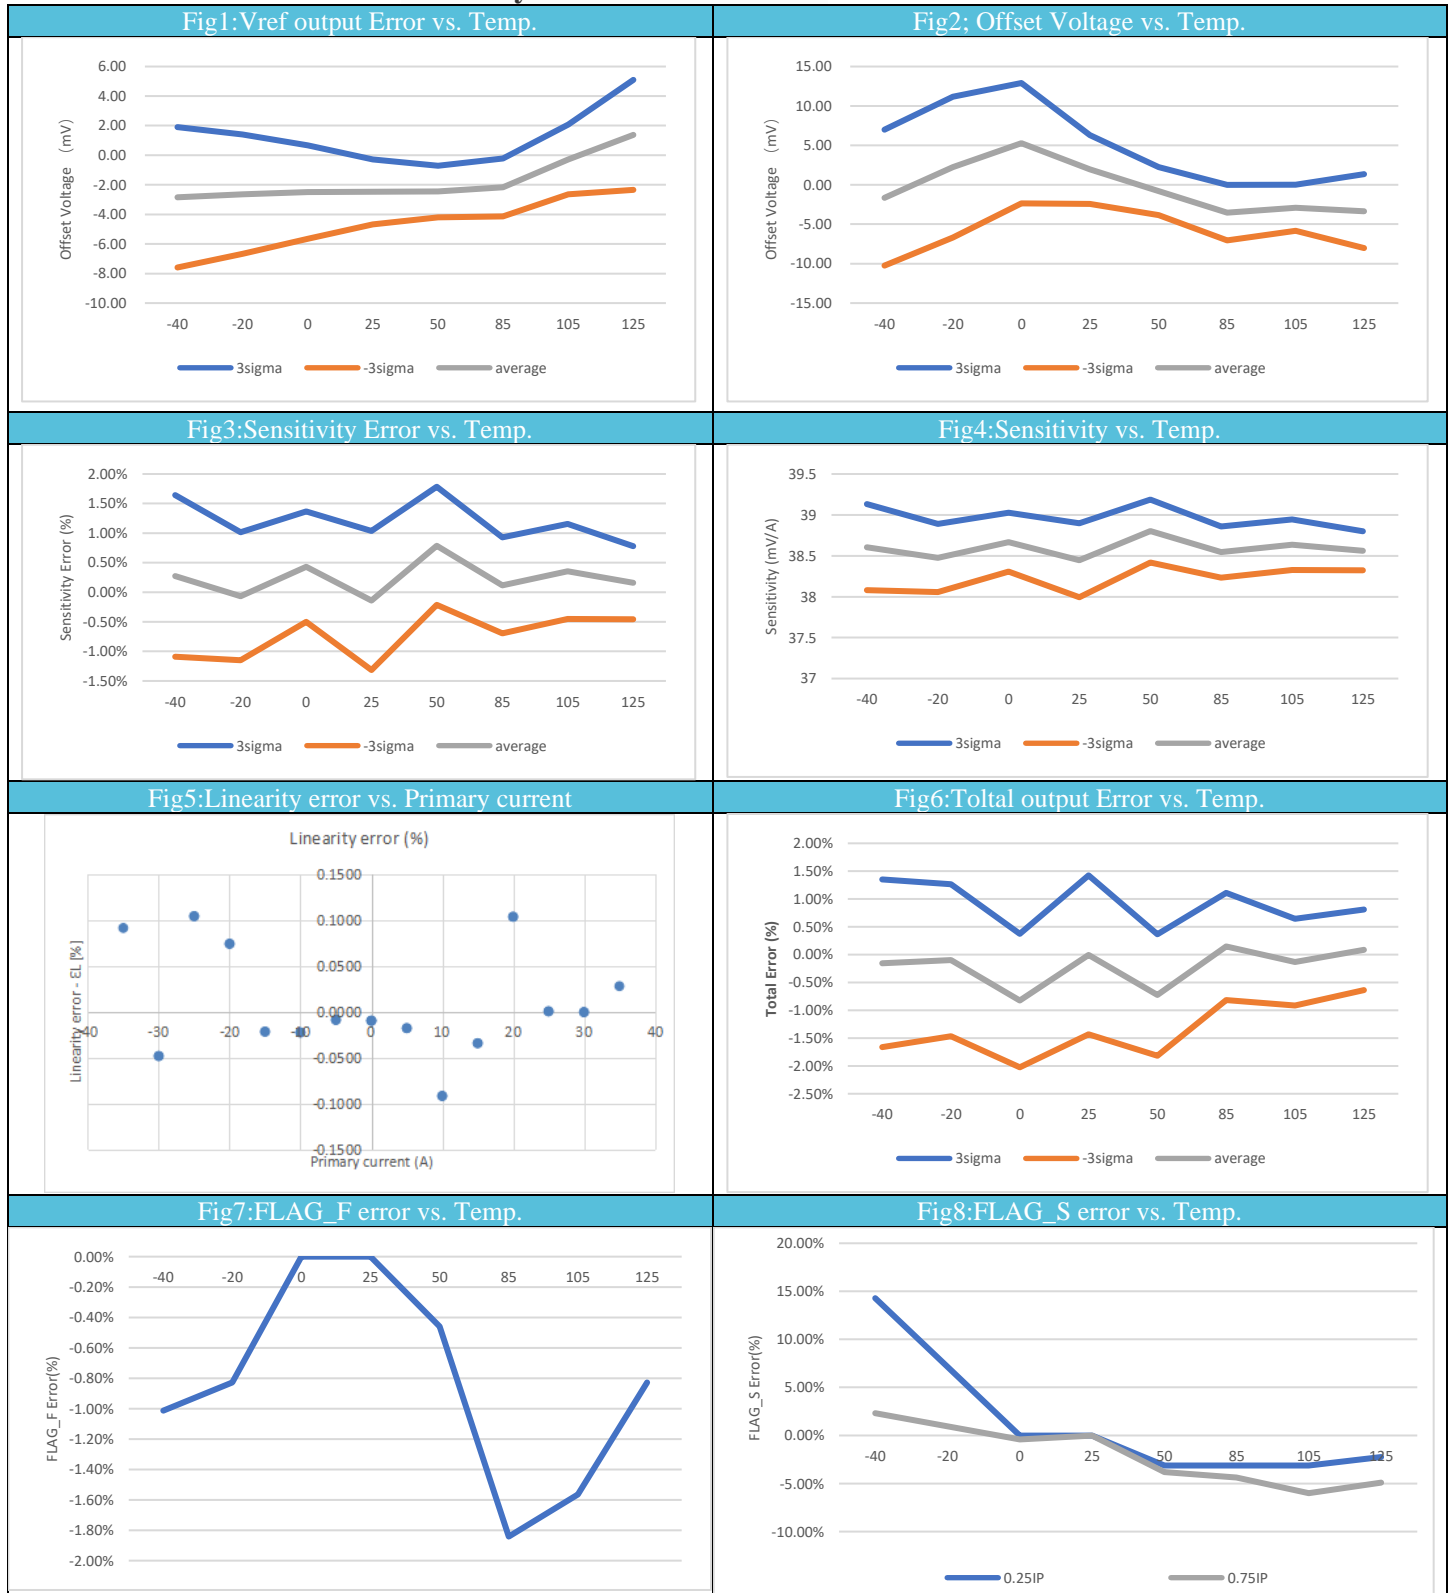 Fig1:Vref output Error vs. Temp.
Fig2; Offset Voltage vs. Temp.
6.00
4.00
2.00
0.00
-2.00
-4.00
-6.00
-8.00
-10.00
Offset Voltage （mV）
-40 -20 0 25 50 85 105 125
3sigma -3sigma average
15.00
10.00
5.00
0.00
-5.00
-10.00
-15.00
Offset Voltage （mV）
-40 -20 0 25 50 85 105 125
3sigma -3sigma average
Fig3:Sensitivity Error vs. Temp.
Fig4:Sensitivity vs. Temp.
2.00%
1.50%
1.00%
0.50%
0.00%
-0.50%
-1.00%
-1.50%
Sensitivity Error (%)
-40 -20 0 25 50 85 105 125
3sigma -3sigma average
39.5
39
38.5
38
37.5
37
Sensitivity (mV/A)
-40 -20 0 25 50 85 105 125
3sigma -3sigma average
Fig5:Linearity error vs. Primary current
Fig6:Toltal output Error vs. Temp.
Linearity error (%)
0.1500
0.1000
0.0500
0.0000
-0.0500
-0.1000
-0.1500
Linearity error - ƐL [%]
-40 -30 -20 -10 0 10 20 30 40
Primary current (A)
2.00%
1.50%
1.00%
0.50%
0.00%
-0.50%
-1.00%
-1.50%
-2.00%
-2.50%
Total Error (%)
-40 -20 0 25 50 85 105 125
3sigma -3sigma average
Fig7:FLAG_F error vs. Temp.
Fig8:FLAG_S error vs. Temp.
0.00%
-0.20%
-0.40%
-0.60%
-0.80%
-1.00%
-1.20%
-1.40%
-1.60%
-1.80%
-2.00%
FLAG_F Error(%)
-40 -20 0 25 50 85 105 125
20.00%
15.00%
10.00%
5.00%
0.00%
-5.00%
-10.00%
FLAG_S Error(%)
-40 -20 0 25 50 85 105 125
0.25IP 0.75IP